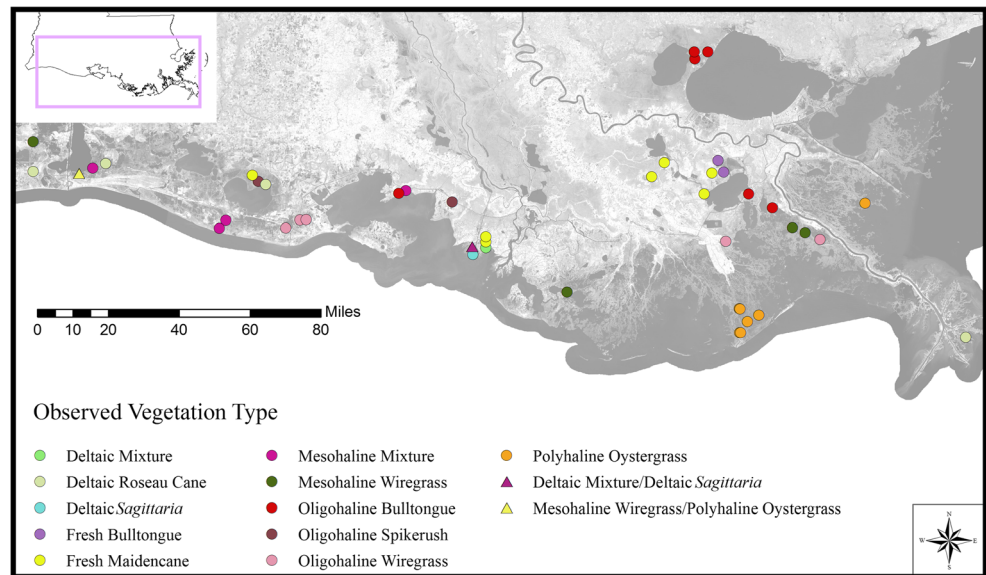 0 10 20 40 60 80 Miles
Observed Vegetation Type
Deltaic Mixture
Deltaic Roseau Cane
Deltaic Sagittaria
Fresh Bulltongue
Fresh Maidencane
Mesohaline Mixture
Mesohaline Wiregrass
Oligohaline Bulltongue
Oligohaline Spikerush
Oligohaline Wiregrass
Polyhaline Oystergrass
Deltaic Mixture/Deltaic Sagittaria
Mesohaline Wiregrass/Polyhaline Oystergrass
N
W E
S